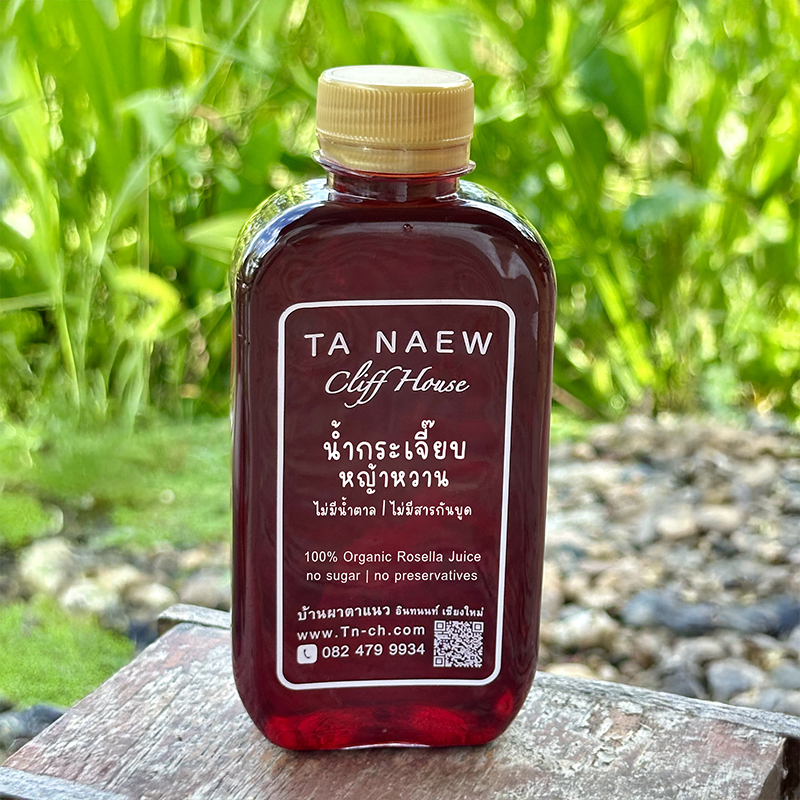 TA NAEW
Cliff House
น้ำกระเจี๊ยบ
หญ้าหวาน
ไม่มีน้ำตาล | ไม่มีสารกันบูด
100% Organic Rosella Juice
no sugar | no preservatives
บ้านผาตาแนว อินทนนท์ เชียงใหม่
www.Tn-ch.com
082 479 9934